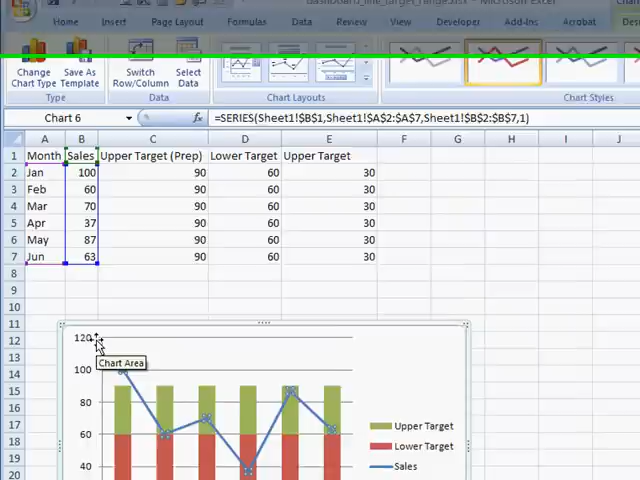 dashboard_line_target_range.xlsx - Microsoft Excel
Home Insert Page Layout Formulas Data Review View Developer Add-Ins Acrobat
Change Chart Type Save As Template Switch Row/Column Select Data
Type Data Chart Layouts Chart Styles
Chart 6 fx =SERIES(Sheet1!$B$1,Sheet1!$A$2:$A$7,Sheet1!$B$2:$B$7,1)
A B C D E F G H I J
1 Month Sales Upper Target (Prep) Lower Target Upper Target
2 Jan 100 90 60 30
3 Feb 60 90 60 30
4 Mar 70 90 60 30
5 Apr 37 90 60 30
6 May 87 90 60 30
7 Jun 63 90 60 30
8
9
10
11
12 120
13 Chart Area
14 100
15
16 80
17 Upper Target
18 60 Lower Target
19 Sales
20 40